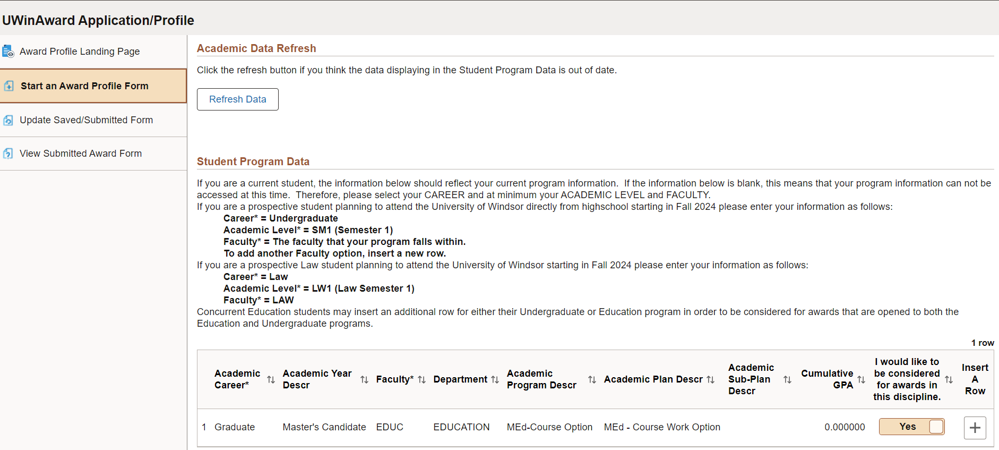 UWinAward Application/Profile
Award Profile Landing Page
Start an Award Profile Form
Update Saved/Submitted Form
View Submitted Award Form
Academic Data Refresh
Click the refresh button if you think the data displaying in the Student Program Data is out of date.
Refresh Data
Student Program Data
If you are a current student, the information below should reflect your current program information.  If the information below is blank, this means that your program information can not be
accessed at this time.  Therefore, please select your CAREER and at minimum your ACADEMIC LEVEL and FACULTY.
If you are a prospective student planning to attend the University of Windsor directly from highschool starting in Fall 2024 please enter your information as follows:
Career* = Undergraduate
Academic Level* = SM1 (Semester 1)
Faculty* = The faculty that your program falls within.
To add another Faculty option, insert a new row.
If you are a prospective Law student planning to attend the University of Windsor starting in Fall 2024 please enter your information as follows:
Career* = Law
Academic Level* = LW1 (Law Semester 1)
Faculty* = LAW
Concurrent Education students may insert an additional row for either their Undergraduate or Education program in order to be considered for awards that are opened to both the
Education and Undergraduate programs.
1 row
Academic
Career*
Academic Year
Descr
Faculty*
Department
Academic
Program Descr
Academic Plan Descr
Academic
Sub-Plan
Descr
Cumulative
GPA
I would like to
be considered
for awards in
this discipline.
Insert
A
Row
1 Graduate Master's Candidate EDUC EDUCATION MEd-Course Option MEd - Course Work Option 0.000000 Yes